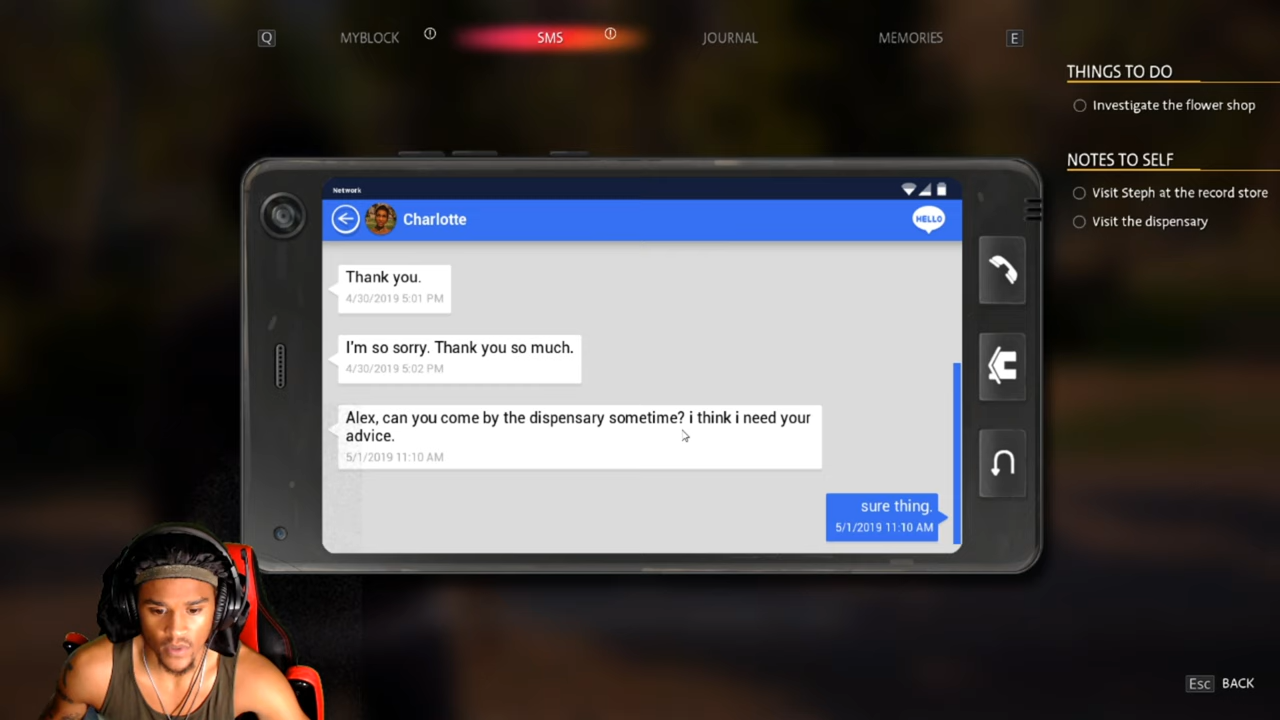 Q MYBLOCK SMS JOURNAL MEMORIES E
THINGS TO DO
Investigate the flower shop
NOTES TO SELF
Visit Steph at the record store
Visit the dispensary
Network
Charlotte
HELLO
Thank you.
4/30/2019 5:01 PM
I'm so sorry. Thank you so much.
4/30/2019 5:02 PM
Alex, can you come by the dispensary sometime? i think i need your
advice.
5/1/2019 11:10 AM
sure thing.
5/1/2019 11:10 AM
Esc BACK